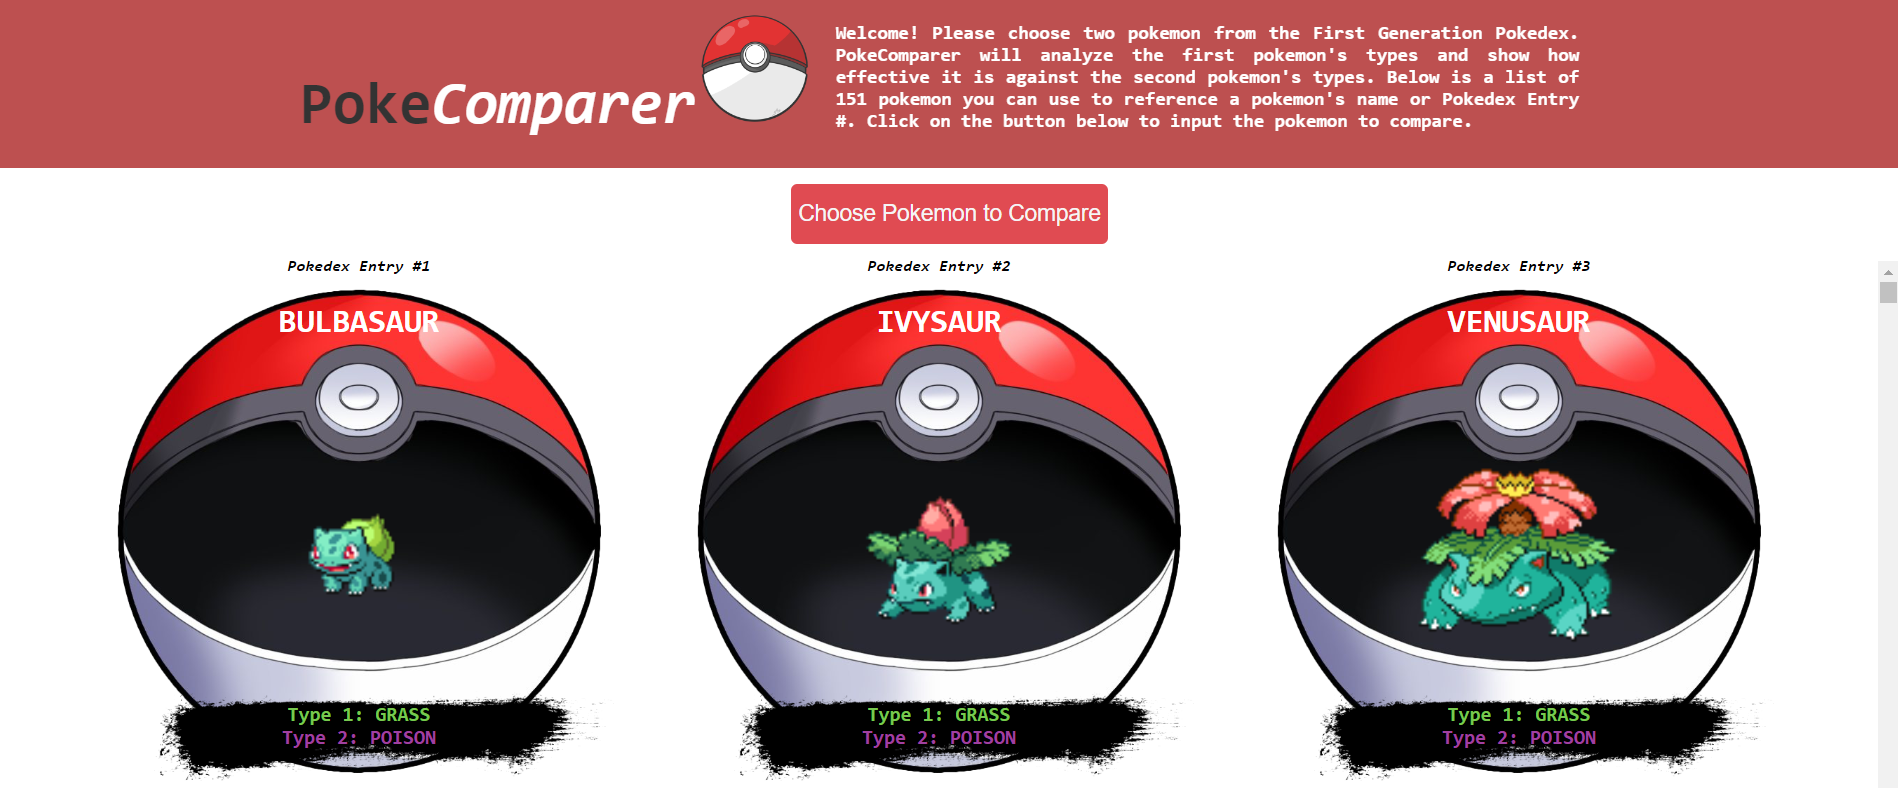 PokeComparer
Welcome! Please choose two pokemon from the First Generation Pokedex.
PokeComparer will analyze the first pokemon's types and show how
effective it is against the second pokemon's types. Below is a list of
151 pokemon you can use to reference a pokemon's name or Pokedex Entry
#. Click on the button below to input the pokemon to compare.
Choose Pokemon to Compare
Pokedex Entry #1
BULBASAUR
Type 1: GRASS
Type 2: POISON
Pokedex Entry #2
IVYSAUR
Type 1: GRASS
Type 2: POISON
Pokedex Entry #3
VENUSAUR
Type 1: GRASS
Type 2: POISON